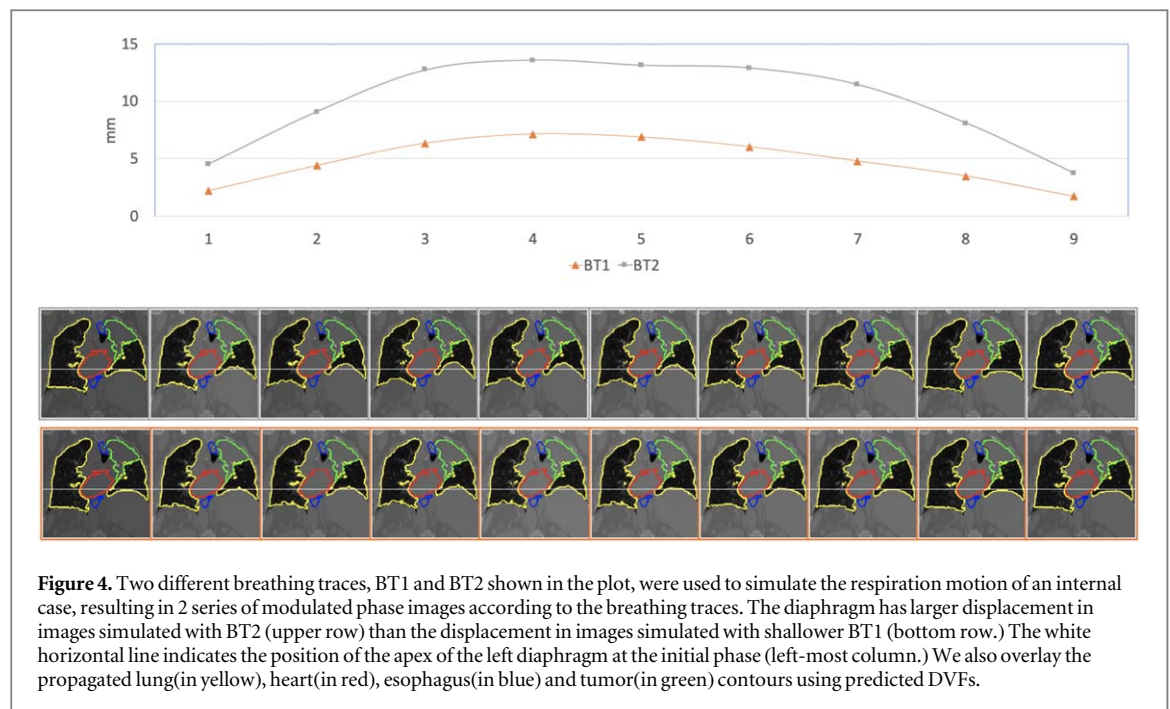 15
10
mm
5
0
1 2 3 4 5 6 7 8 9
BT1 BT2
Figure 4. Two different breathing traces, BT1 and BT2 shown in the plot, were used to simulate the respiration motion of an internal
case, resulting in 2 series of modulated phase images according to the breathing traces. The diaphragm has larger displacement in
images simulated with BT2 (upper row) than the displacement in images simulated with shallower BT1 (bottom row.) The white
horizontal line indicates the position of the apex of the left diaphragm at the initial phase (left-most column.) We also overlay the
propagated lung(in yellow), heart(in red), esophagus(in blue) and tumor(in green) contours using predicted DVFs.